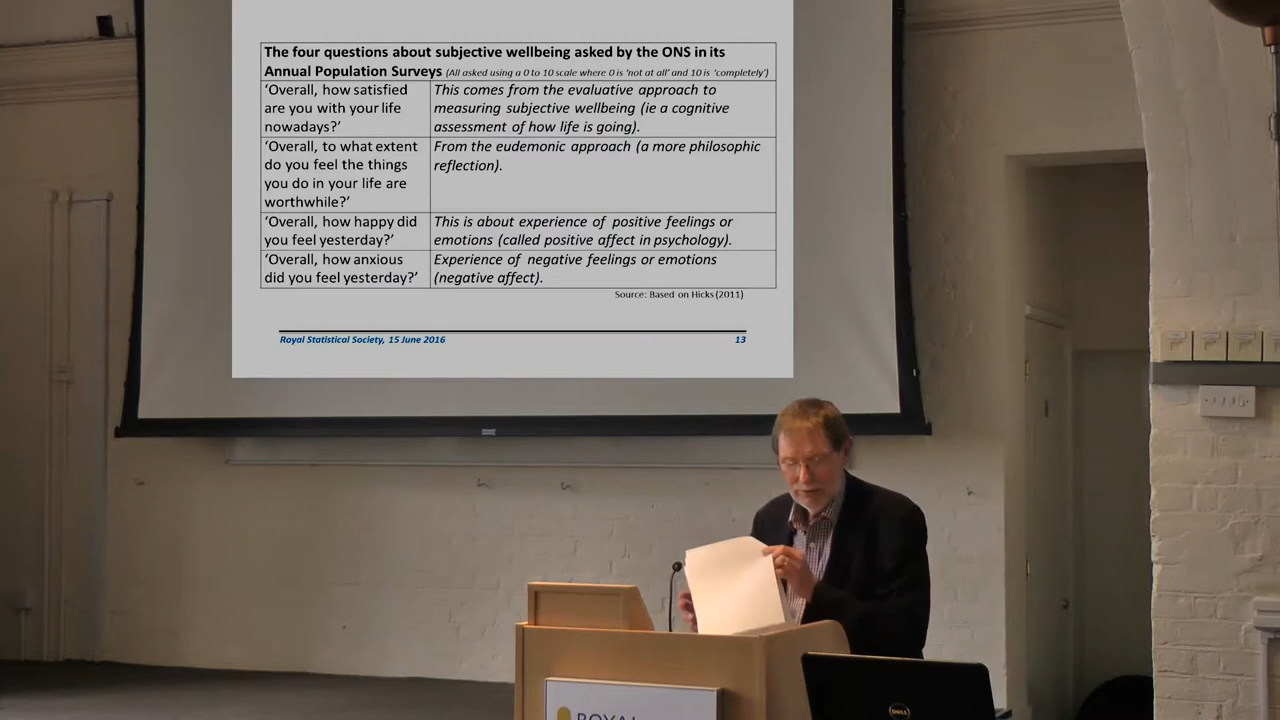 The four questions about subjective wellbeing asked by the ONS in its
Annual Population Surveys (All asked using a 0 to 10 scale where 0 is ‘not at all’ and 10 is ‘completely’)
‘Overall, how satisfied
are you with your life
nowadays?’
This comes from the evaluative approach to
measuring subjective wellbeing (ie a cognitive
assessment of how life is going).
‘Overall, to what extent
do you feel the things
you do in your life are
worthwhile?’
From the eudemonic approach (a more philosophic
reflection).
‘Overall, how happy did
you feel yesterday?’
This is about experience of positive feelings or
emotions (called positive affect in psychology).
‘Overall, how anxious
did you feel yesterday?’
Experience of negative feelings or emotions
(negative affect).
Source: Based on Hicks (2011)
Royal Statistical Society, 15 June 2016
13
ROYAL
DELL